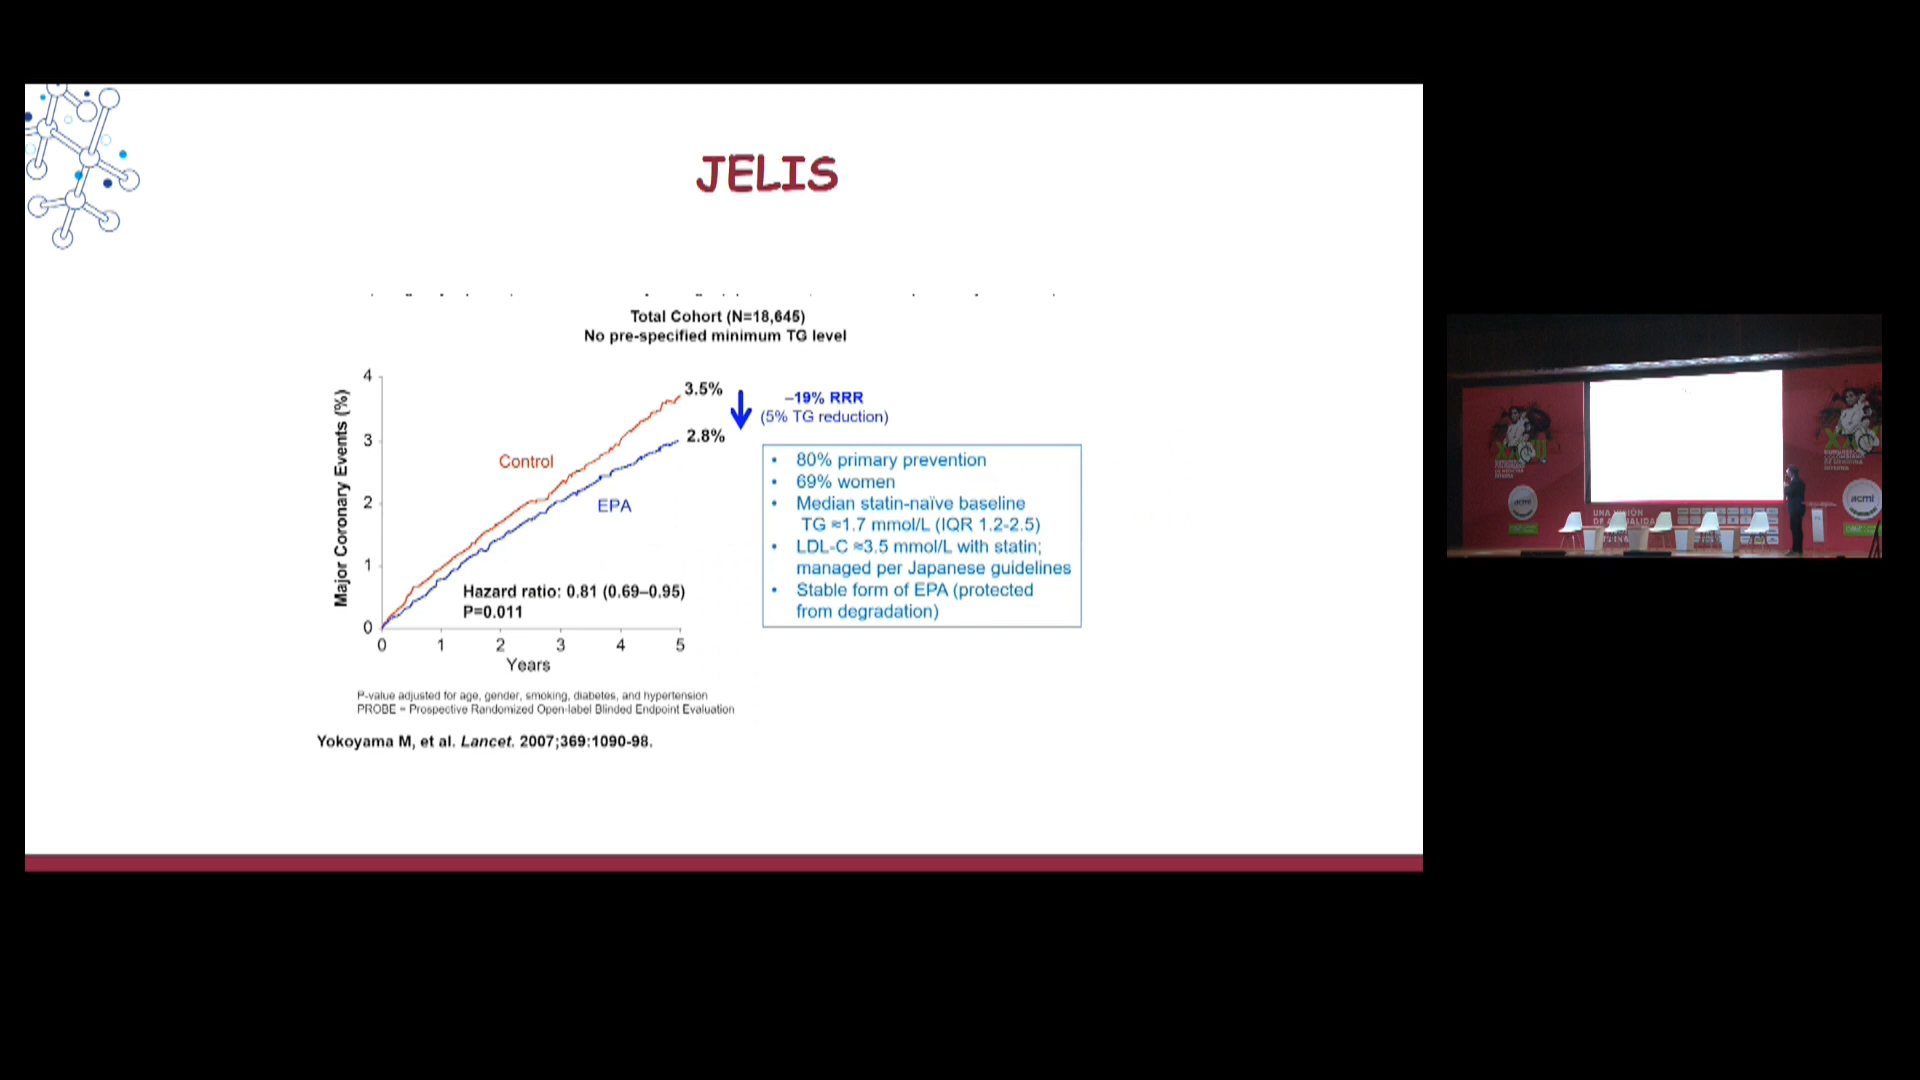 JELIS
Total Cohort (N=18,645)
No pre-specified minimum TG level
Major Coronary Events (%)
4
3
2
1
0
0 1 2 3 4 5
Years
Control
EPA
3.5%
2.8%
Hazard ratio: 0.81 (0.69–0.95)
P=0.011
–19% RRR
(5% TG reduction)
• 80% primary prevention
• 69% women
• Median statin-naïve baseline
TG ≈1.7 mmol/L (IQR 1.2-2.5)
• LDL-C ≈3.5 mmol/L with statin;
managed per Japanese guidelines
• Stable form of EPA (protected
from degradation)
P-value adjusted for age, gender, smoking, diabetes, and hypertension
PROBE = Prospective Randomized Open-label Blinded Endpoint Evaluation
Yokoyama M, et al. Lancet. 2007;369:1090-98.
acmi
acmi
UNA VISIÓN